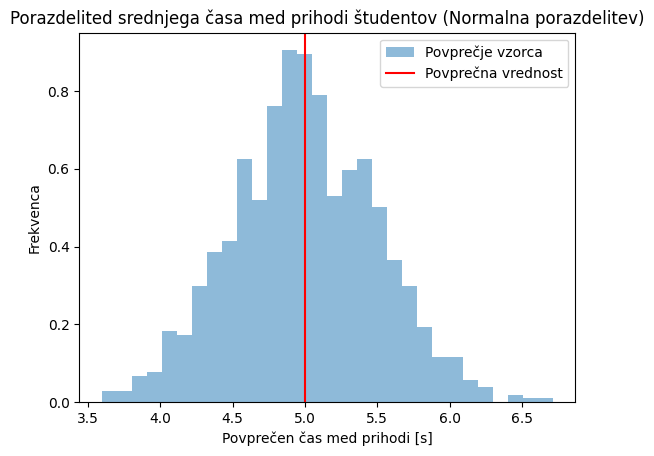 Porazdelited srednjega časa med prihodi študentov (Normalna porazdelitev)
Povprečje vzorca
Povprečna vrednost
0.8
0.6
0.4
0.2
0.0
Frekvenca
3.5 4.0 4.5 5.0 5.5 6.0 6.5
Povprečen čas med prihodi [s]